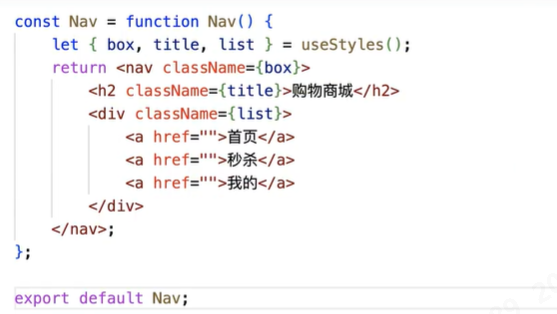 const Nav = function Nav() {
    let { box, title, list } = useStyles();
    return <nav className={box}>
        <h2 className={title}>购物商城</h2>
        <div className={list}>
            <a href="">首页</a>
            <a href="">秒杀</a>
            <a href="">我的</a>
        </div>
    </nav>;
};
export default Nav;